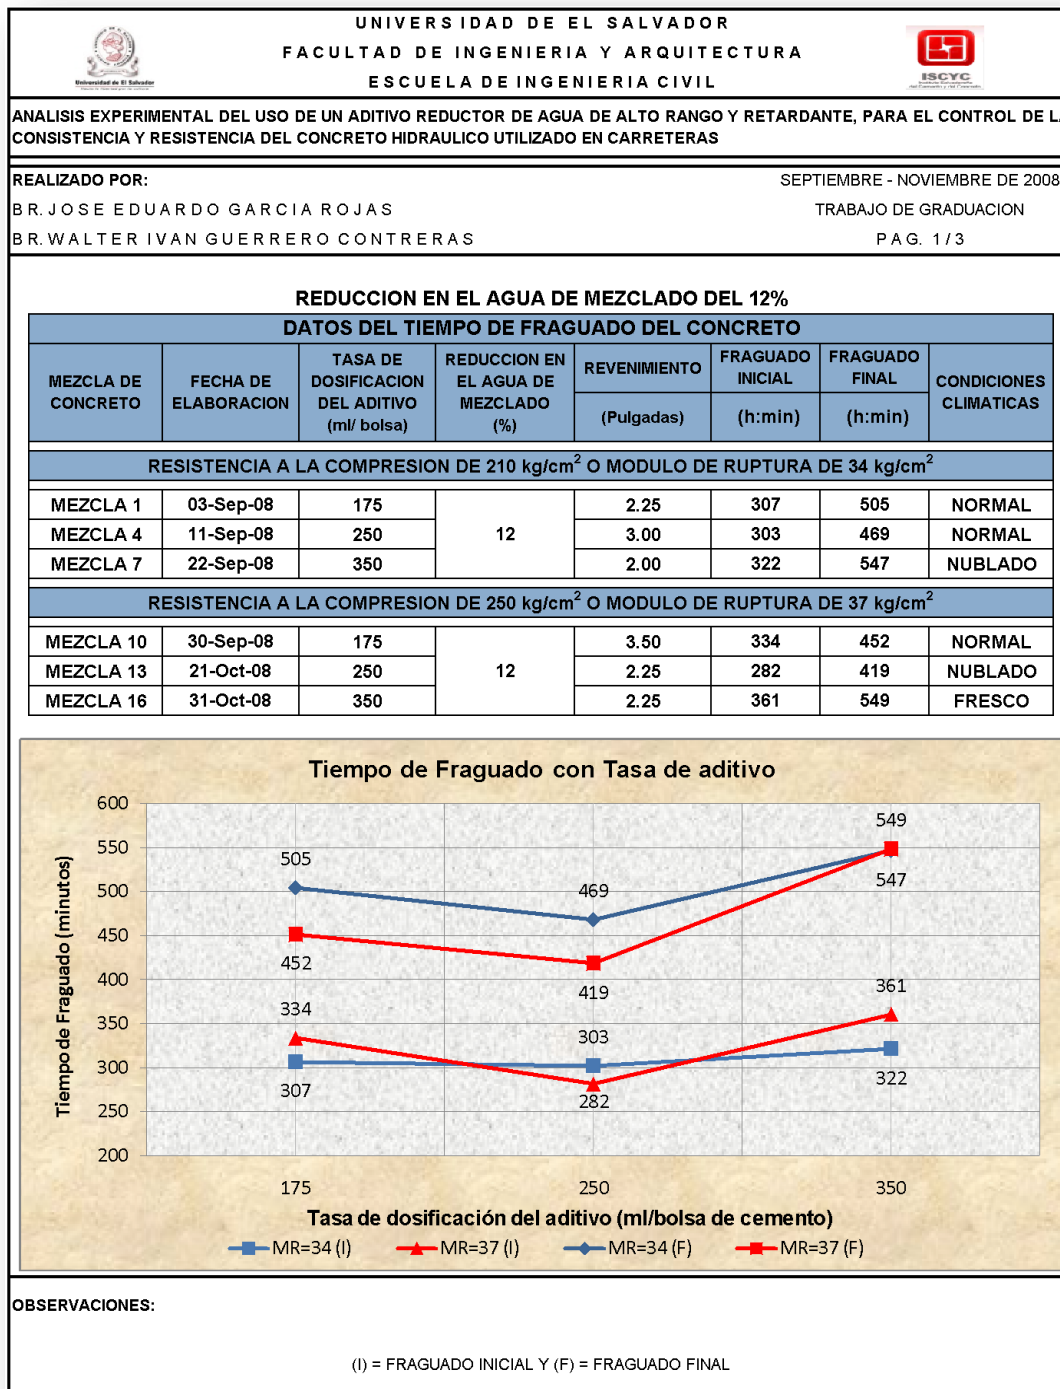 UNIVERSIDAD DE EL SALVADOR
FACULTAD DE INGENIERIA Y ARQUITECTURA
ESCUELA DE INGENIERIA CIVIL
Universidad de El Salvador
ISCYC
ANALISIS EXPERIMENTAL DEL USO DE UN ADITIVO REDUCTOR DE AGUA DE ALTO RANGO Y RETARDANTE, PARA EL CONTROL DE LA
CONSISTENCIA Y RESISTENCIA DEL CONCRETO HIDRAULICO UTILIZADO EN CARRETERAS
REALIZADO POR: SEPTIEMBRE - NOVIEMBRE DE 2008
BR. JOSE EDUARDO GARCIA ROJAS TRABAJO DE GRADUACION
BR. WALTER IVAN GUERRERO CONTRERAS PAG. 1/3
REDUCCION EN EL AGUA DE MEZCLADO DEL 12%
DATOS DEL TIEMPO DE FRAGUADO DEL CONCRETO
MEZCLA DE CONCRETO
FECHA DE ELABORACION
TASA DE DOSIFICACION DEL ADITIVO (ml/ bolsa)
REDUCCION EN EL AGUA DE MEZCLADO (%)
REVENIMIENTO (Pulgadas)
FRAGUADO INICIAL (h:min)
FRAGUADO FINAL (h:min)
CONDICIONES CLIMATICAS
RESISTENCIA A LA COMPRESION DE 210 kg/cm² O MODULO DE RUPTURA DE 34 kg/cm²
MEZCLA 1 03-Sep-08 175 2.25 307 505 NORMAL
MEZCLA 4 11-Sep-08 250 12 3.00 303 469 NORMAL
MEZCLA 7 22-Sep-08 350 2.00 322 547 NUBLADO
RESISTENCIA A LA COMPRESION DE 250 kg/cm² O MODULO DE RUPTURA DE 37 kg/cm²
MEZCLA 10 30-Sep-08 175 3.50 334 452 NORMAL
MEZCLA 13 21-Oct-08 250 12 2.25 282 419 NUBLADO
MEZCLA 16 31-Oct-08 350 2.25 361 549 FRESCO
Tiempo de Fraguado con Tasa de aditivo
Tiempo de Fraguado (minutos)
600
550
500
450
400
350
300
250
200
505 469 549
547
452 419 361
334 303
307 282 322
175 250 350
Tasa de dosificación del aditivo (ml/bolsa de cemento)
MR=34 (I) MR=37 (I) MR=34 (F) MR=37 (F)
OBSERVACIONES:
(I) = FRAGUADO INICIAL Y (F) = FRAGUADO FINAL